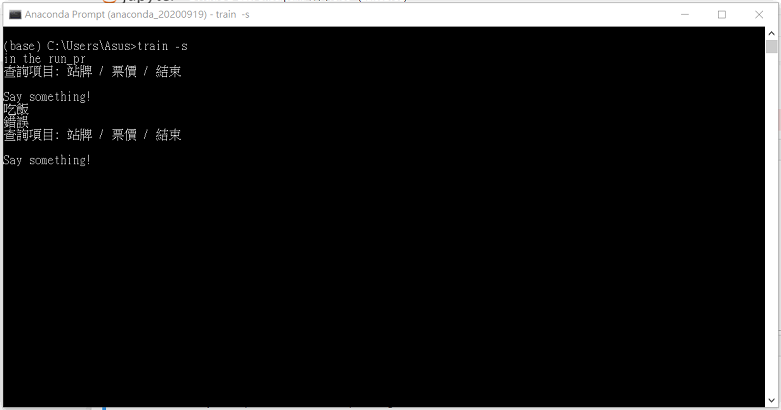 Anaconda Prompt (anaconda_20200919) - train -s
(base) C:\Users\Asus>train -s
in the run_pr
查詢項目: 站牌 / 票價 / 結束
Say something!
吃飯
錯誤
查詢項目: 站牌 / 票價 / 結束
Say something!